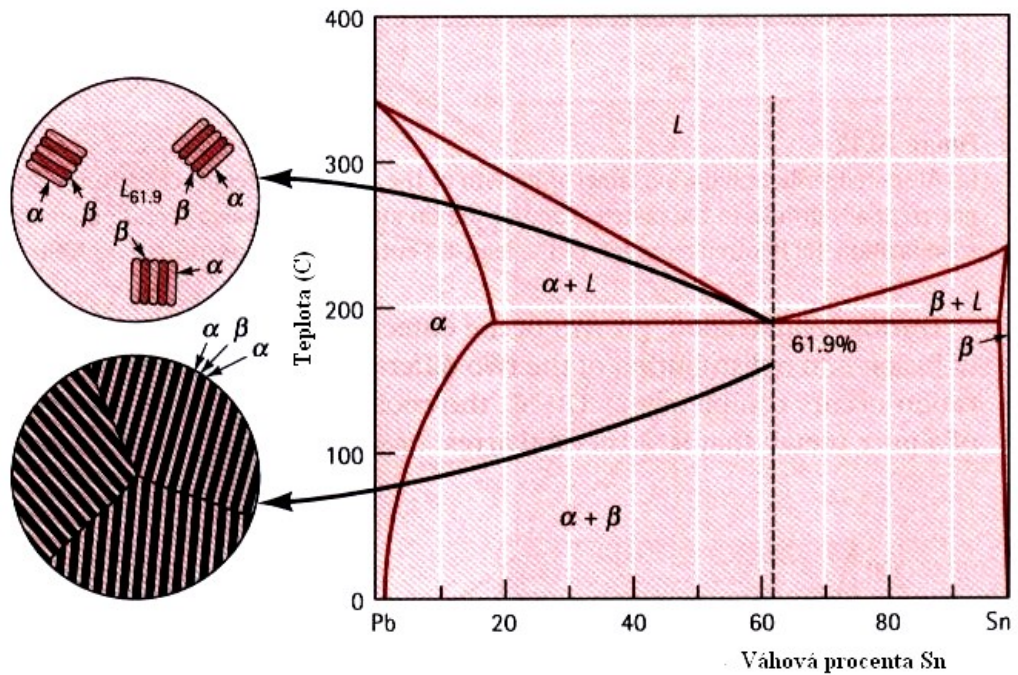 400
300
200
100
0
Teplota (C)
Pb
20
40
60
80
Sn
Váhová procenta Sn
L
α + L
α
β + L
β
61.9%
α + β
L61.9
α
β
β
α
β
α
α β
α